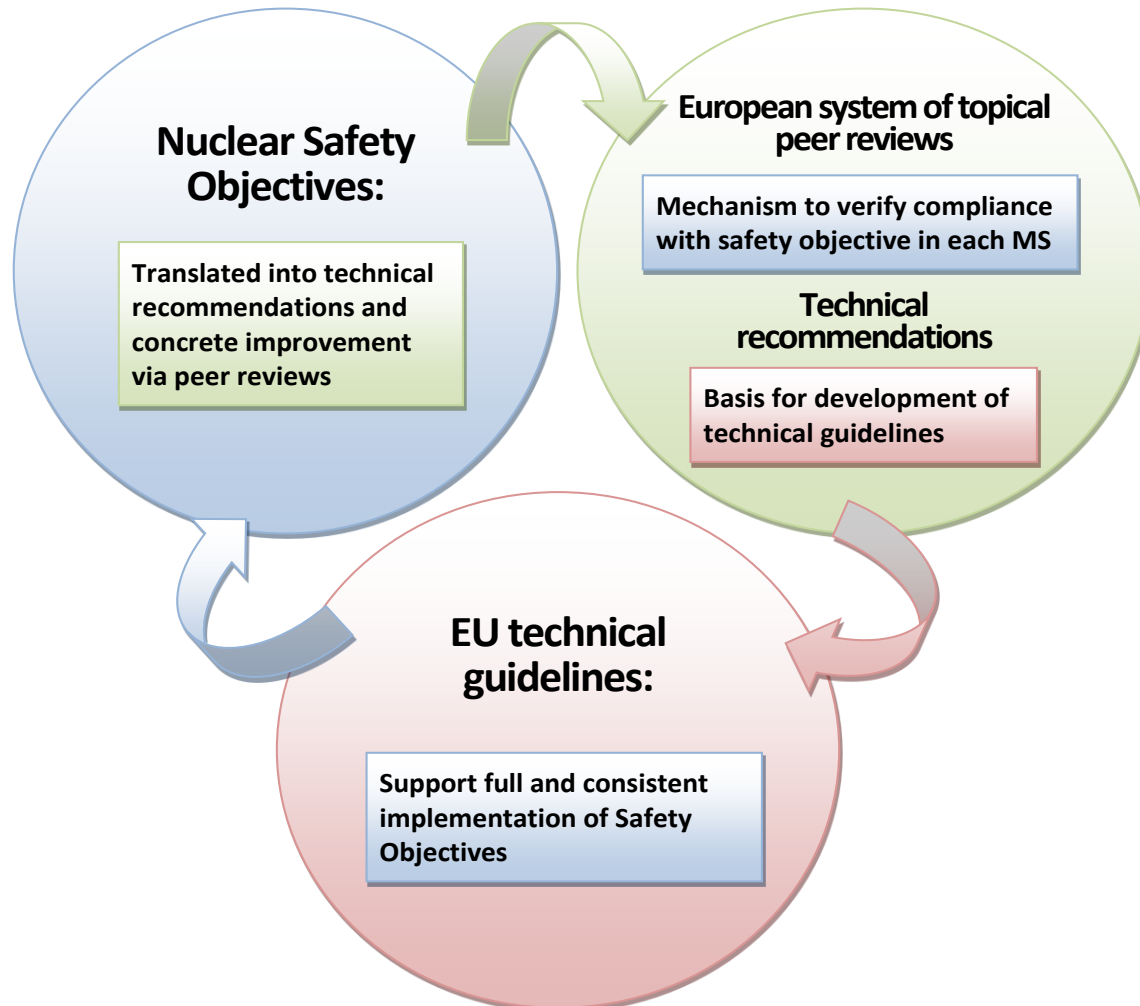 Nuclear Safety
Objectives:
Translated into technical
recommendations and
concrete improvement
via peer reviews
European system of topical
peer reviews
Mechanism to verify compliance
with safety objective in each MS
Technical
recommendations
Basis for development of
technical guidelines
EU technical
guidelines:
Support full and consistent
implementation of Safety
Objectives